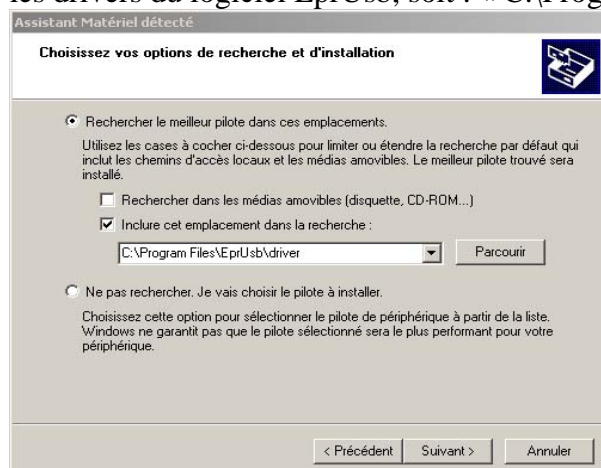 les drivers du logiciel EprUsb, soit : « C:\Prog
Assistant Matériel détecté
Choisissez vos options de recherche et d'installation
Rechercher le meilleur pilote dans ces emplacements.
Utilisez les cases à cocher ci-dessous pour limiter ou étendre la recherche par défaut qui
inclut les chemins d'accès locaux et les médias amovibles. Le meilleur pilote trouvé sera
installé.
Rechercher dans les médias amovibles (disquette, CD-ROM...)
Inclure cet emplacement dans la recherche :
C:\Program Files\EprUsb\driver
Parcourir
Ne pas rechercher. Je vais choisir le pilote à installer.
Choisissez cette option pour sélectionner le pilote de périphérique à partir de la liste.
Windows ne garantit pas que le pilote sélectionné sera le plus performant pour votre
périphérique.
< Précédent Suivant > Annuler